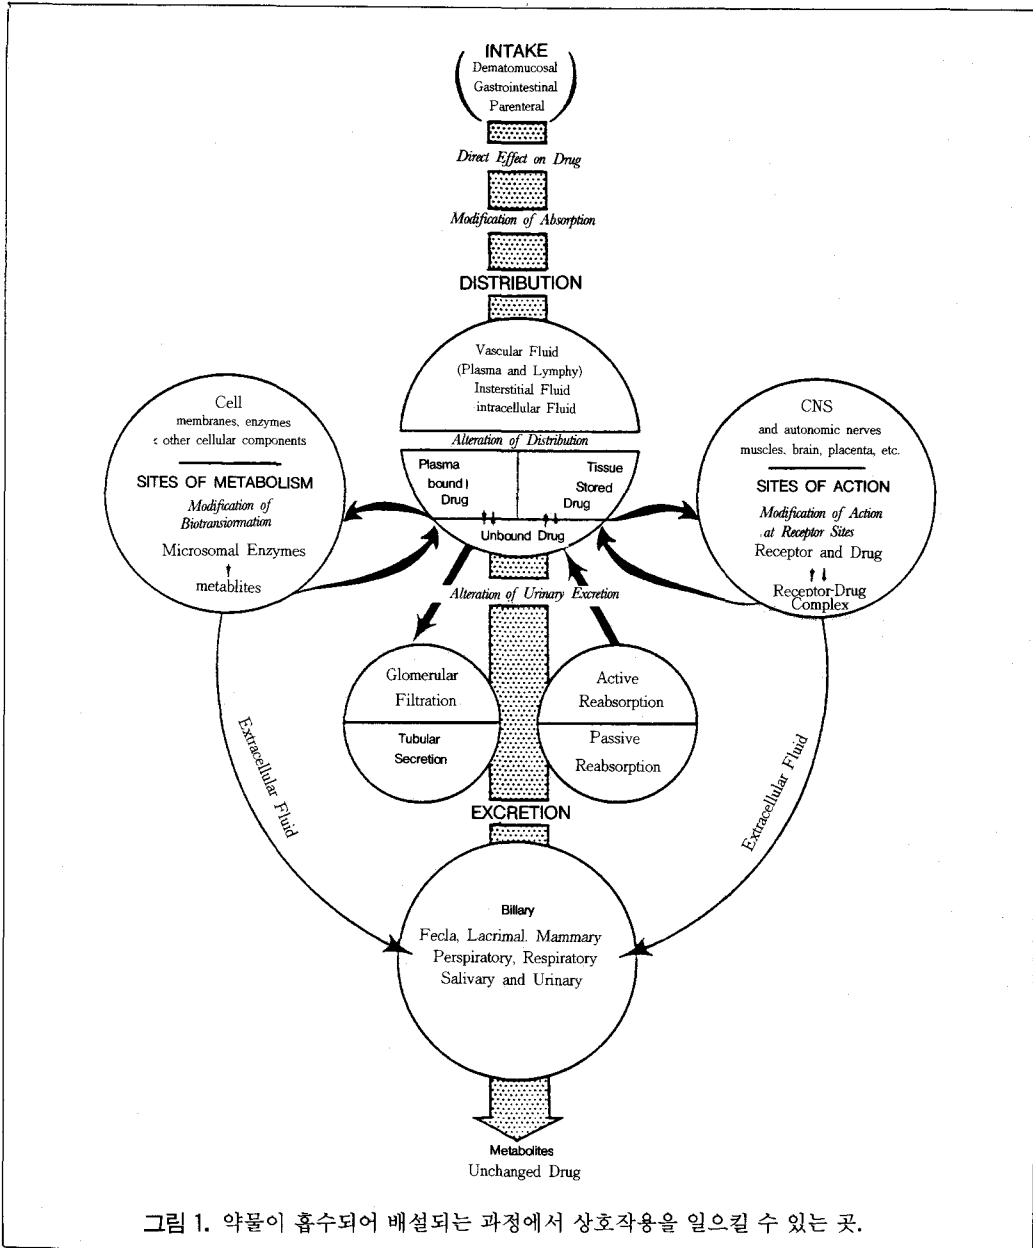 INTAKE
Dematomucosal
Gastrointestinal
Parenteral
Direct Effect on Drug
Modification of Absorption
DISTRIBUTION
Vascular Fluid
(Plasma and Lymphy)
Insterstitial Fluid
intracellular Fluid
Alteration of Distribution
Plasma
bound
Drug
Tissue
Stored
Drug
Unbound Drug
Cell
membranes, enzymes
other cellular components
SITES OF METABOLISM
Modification of
Biotransiormation
Microsomal Enzymes
metablites
CNS
and autonomic nerves
muscles, brain, placenta, etc.
SITES OF ACTION
Modification of Action
at Receptor Sites
Receptor and Drug
Receptor-Drug
Complex
Alteration of Urinary Excretion
Glomerular
Filtration
Tubular
Secretion
Active
Reabsorption
Passive
Reabsorption
Extracellular Fluid
Extracellular Fluid
EXCRETION
Billary
Fecla, Lacrimal. Mammary
Perspiratory, Respiratory
Salivary and Urinary
Metabolites
Unchanged Drug
그림 1. 약물이 흡수되어 배설되는 과정에서 상호작용을 일으킬 수 있는 곳.